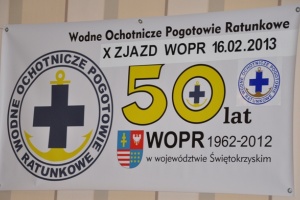 Wodne Ochotnicze Pogotowie Ratunkowe
X ZJAZD WOPR 16.02.2013
WODNE OCHOTNICZE POGOTOWIE
RATUNKOWE
50 lat
WOPR 1962-2012
w województwie Świętokrzyskim